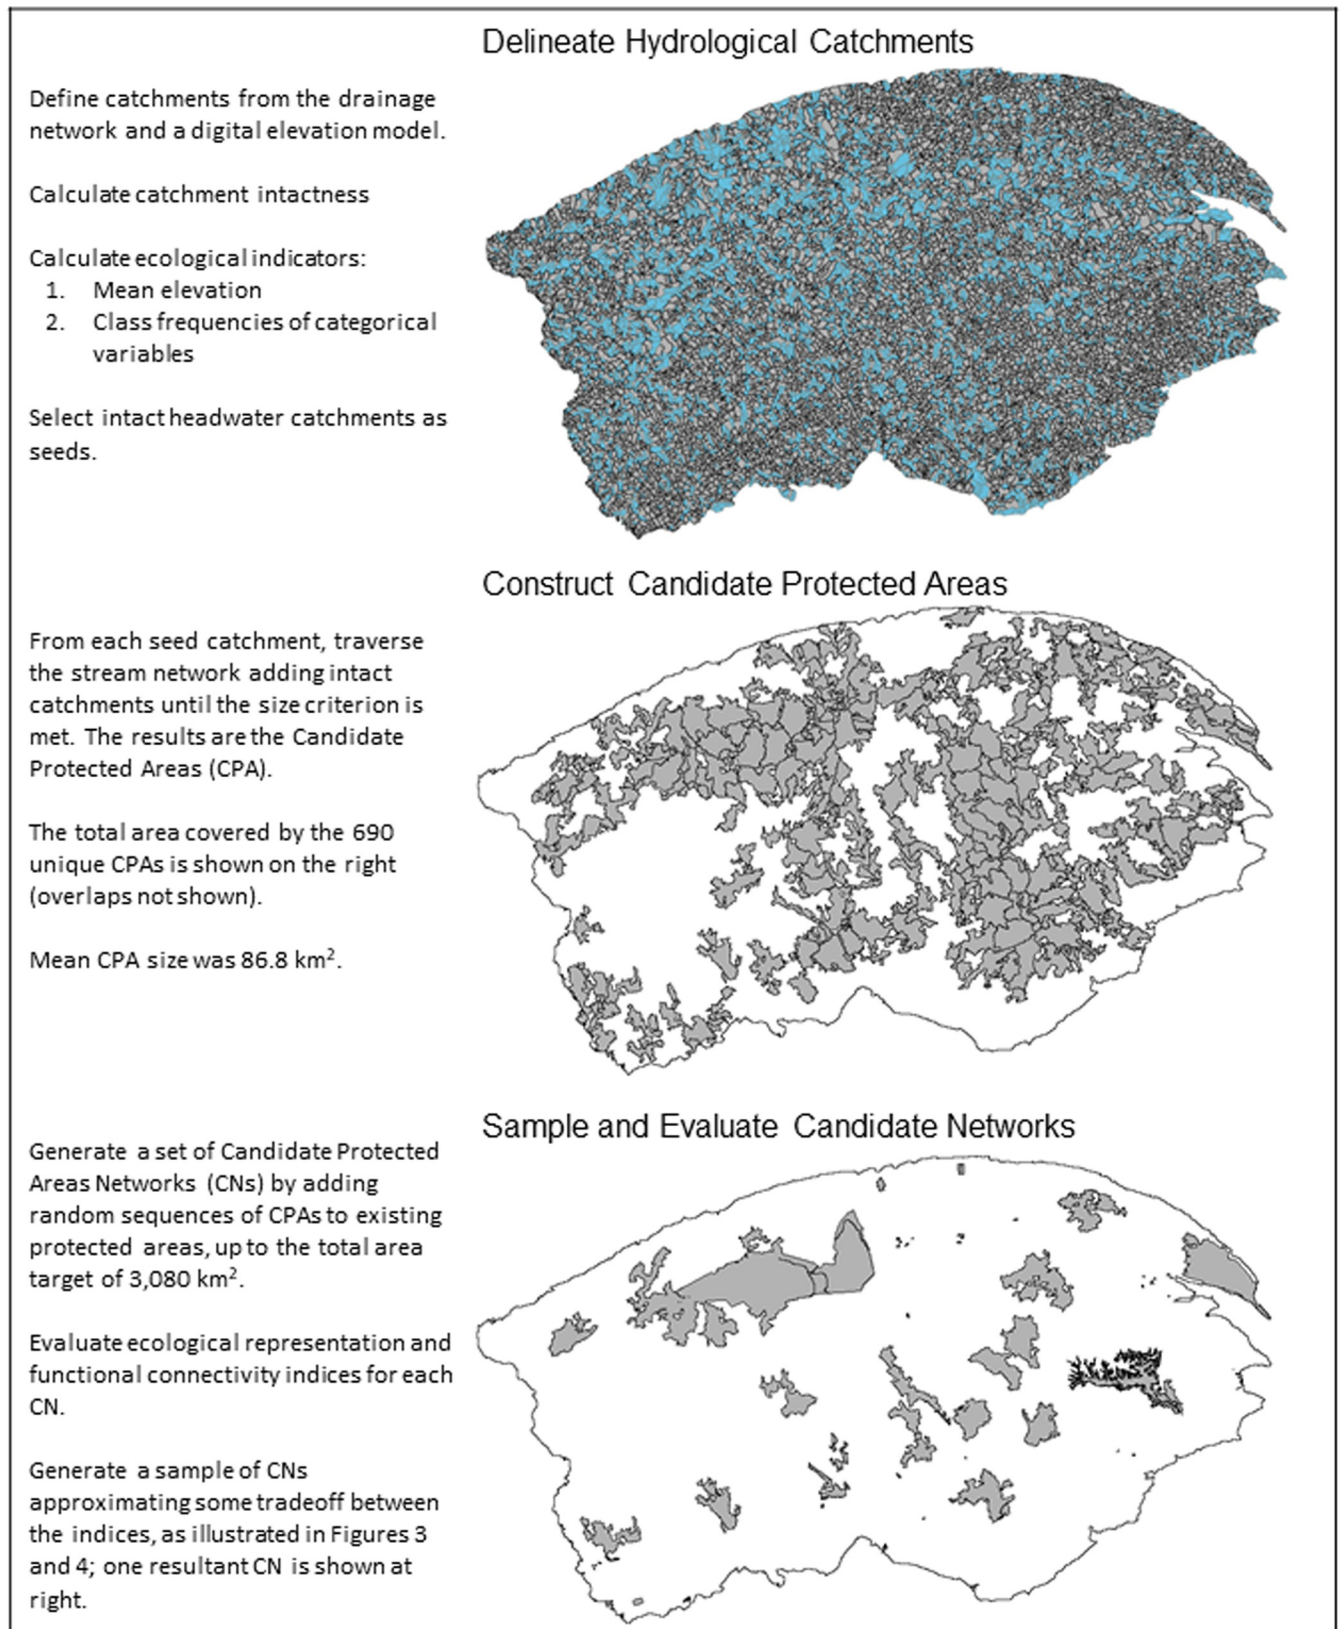 Delineate Hydrological Catchments
Define catchments from the drainage
network and a digital elevation model.
Calculate catchment intactness
Calculate ecological indicators:
1. Mean elevation
2. Class frequencies of categorical
variables
Select intact headwater catchments as
seeds.
Construct Candidate Protected Areas
From each seed catchment, traverse
the stream network adding intact
catchments until the size criterion is
met. The results are the Candidate
Protected Areas (CPA).
The total area covered by the 690
unique CPAs is shown on the right
(overlaps not shown).
Mean CPA size was 86.8 km².
Sample and Evaluate Candidate Networks
Generate a set of Candidate Protected
Areas Networks (CNs) by adding
random sequences of CPAs to existing
protected areas, up to the total area
target of 3,080 km².
Evaluate ecological representation and
functional connectivity indices for each
CN.
Generate a sample of CNs
approximating some tradeoff between
the indices, as illustrated in Figures 3
and 4; one resultant CN is shown at
right.